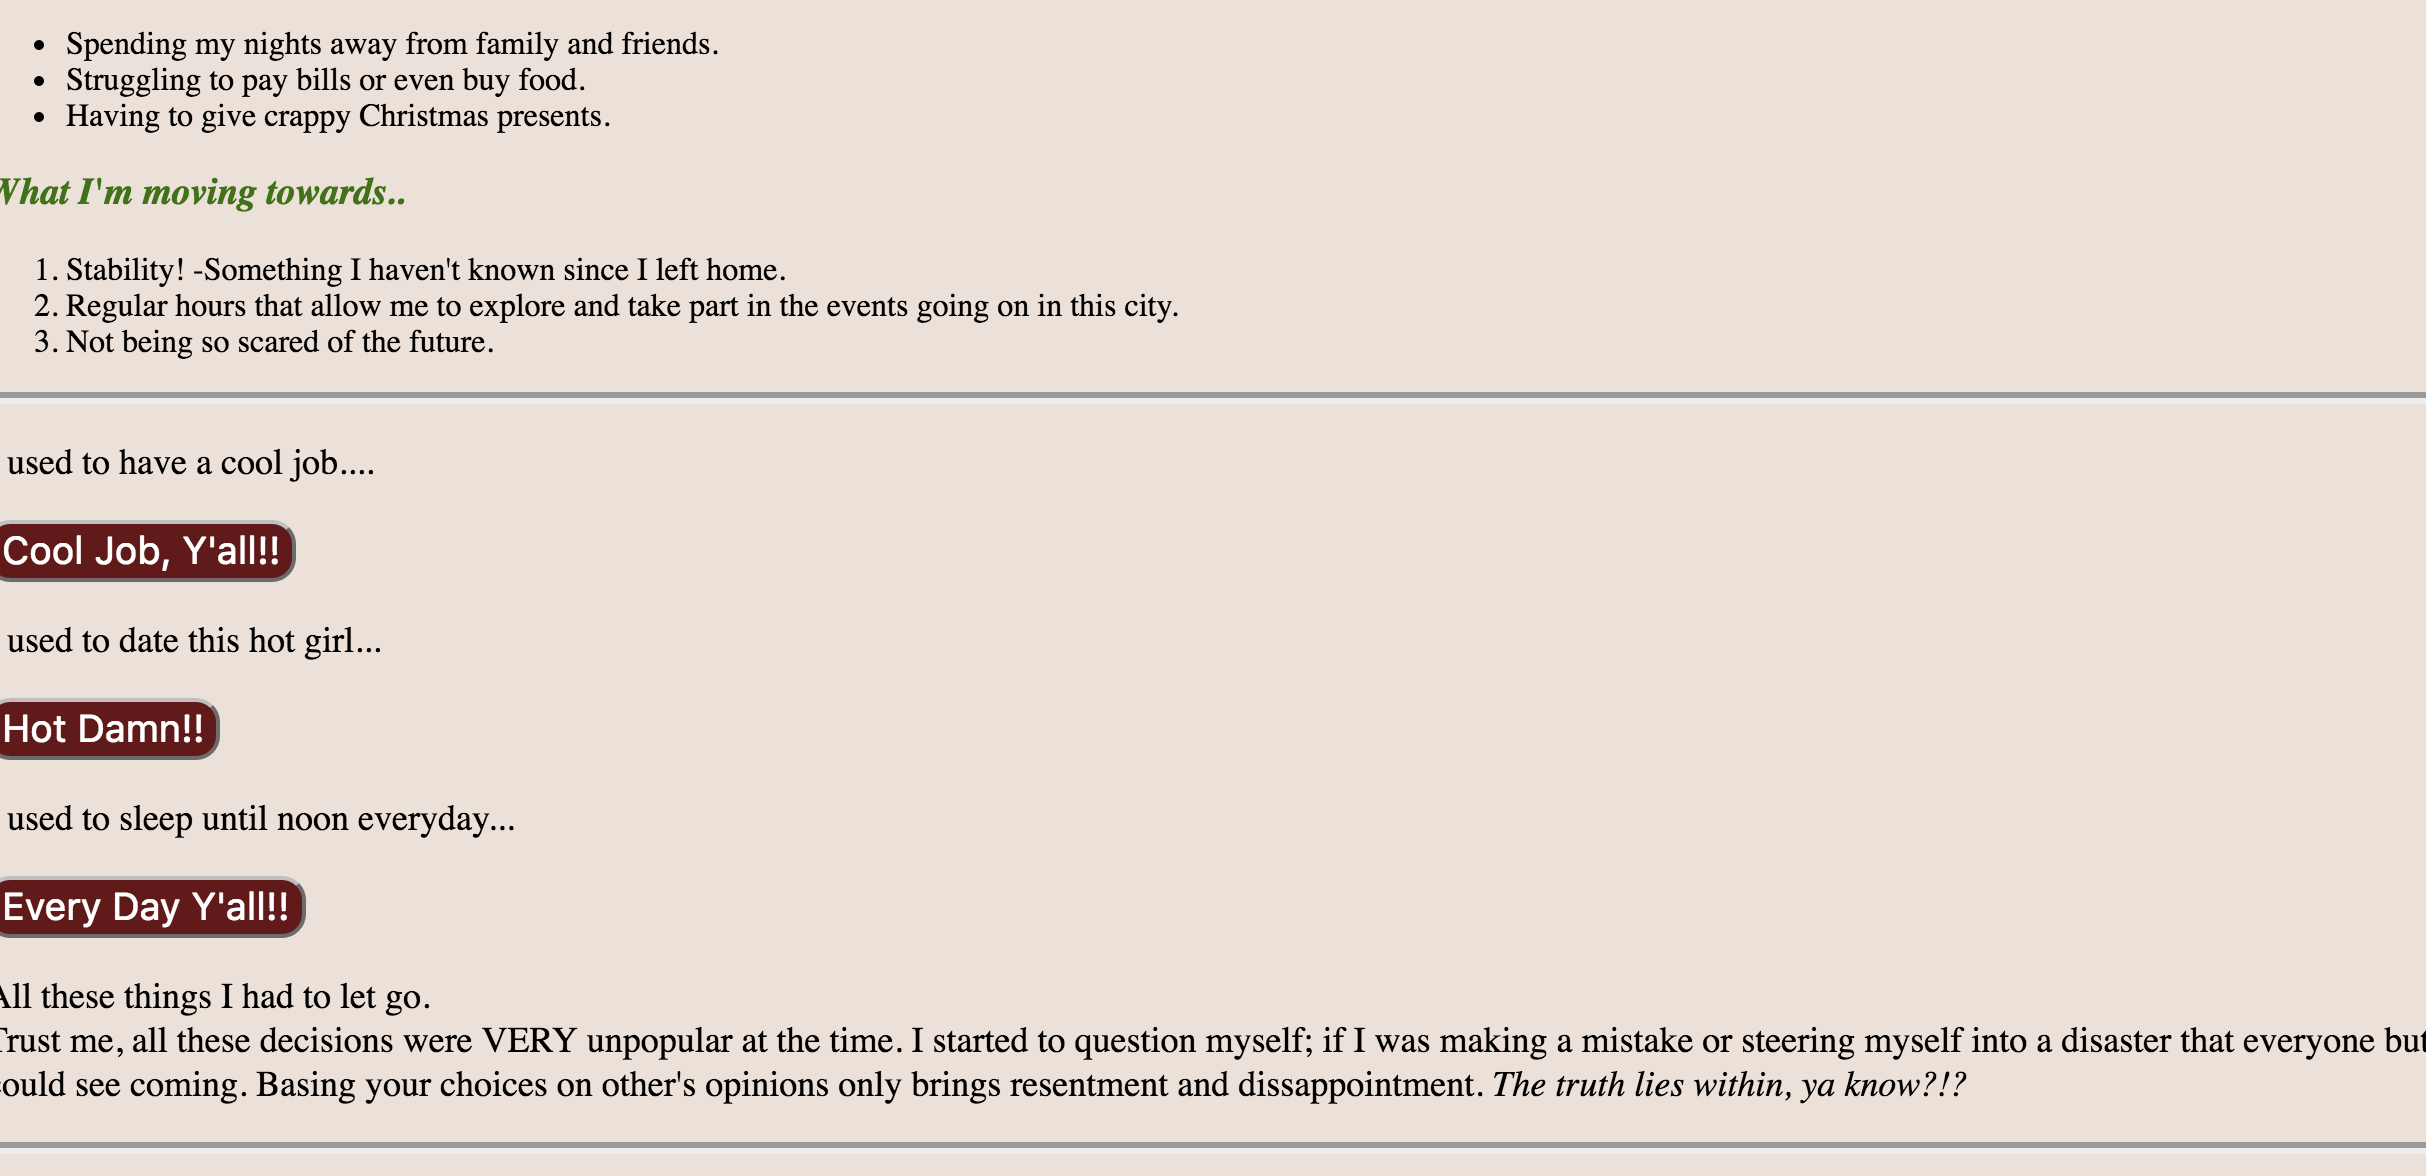 • Spending my nights away from family and friends.
• Struggling to pay bills or even buy food.
• Having to give crappy Christmas presents.
What I'm moving towards..
1. Stability! -Something I haven't known since I left home.
2. Regular hours that allow me to explore and take part in the events going on in this city.
3. Not being so scared of the future.
used to have a cool job....
Cool Job, Y'all!!
used to date this hot girl...
Hot Damn!!
used to sleep until noon everyday...
Every Day Y'all!!
All these things I had to let go.
Trust me, all these decisions were VERY unpopular at the time. I started to question myself; if I was making a mistake or steering myself into a disaster that everyone but
could see coming. Basing your choices on other's opinions only brings resentment and dissappointment. The truth lies within, ya know?!?